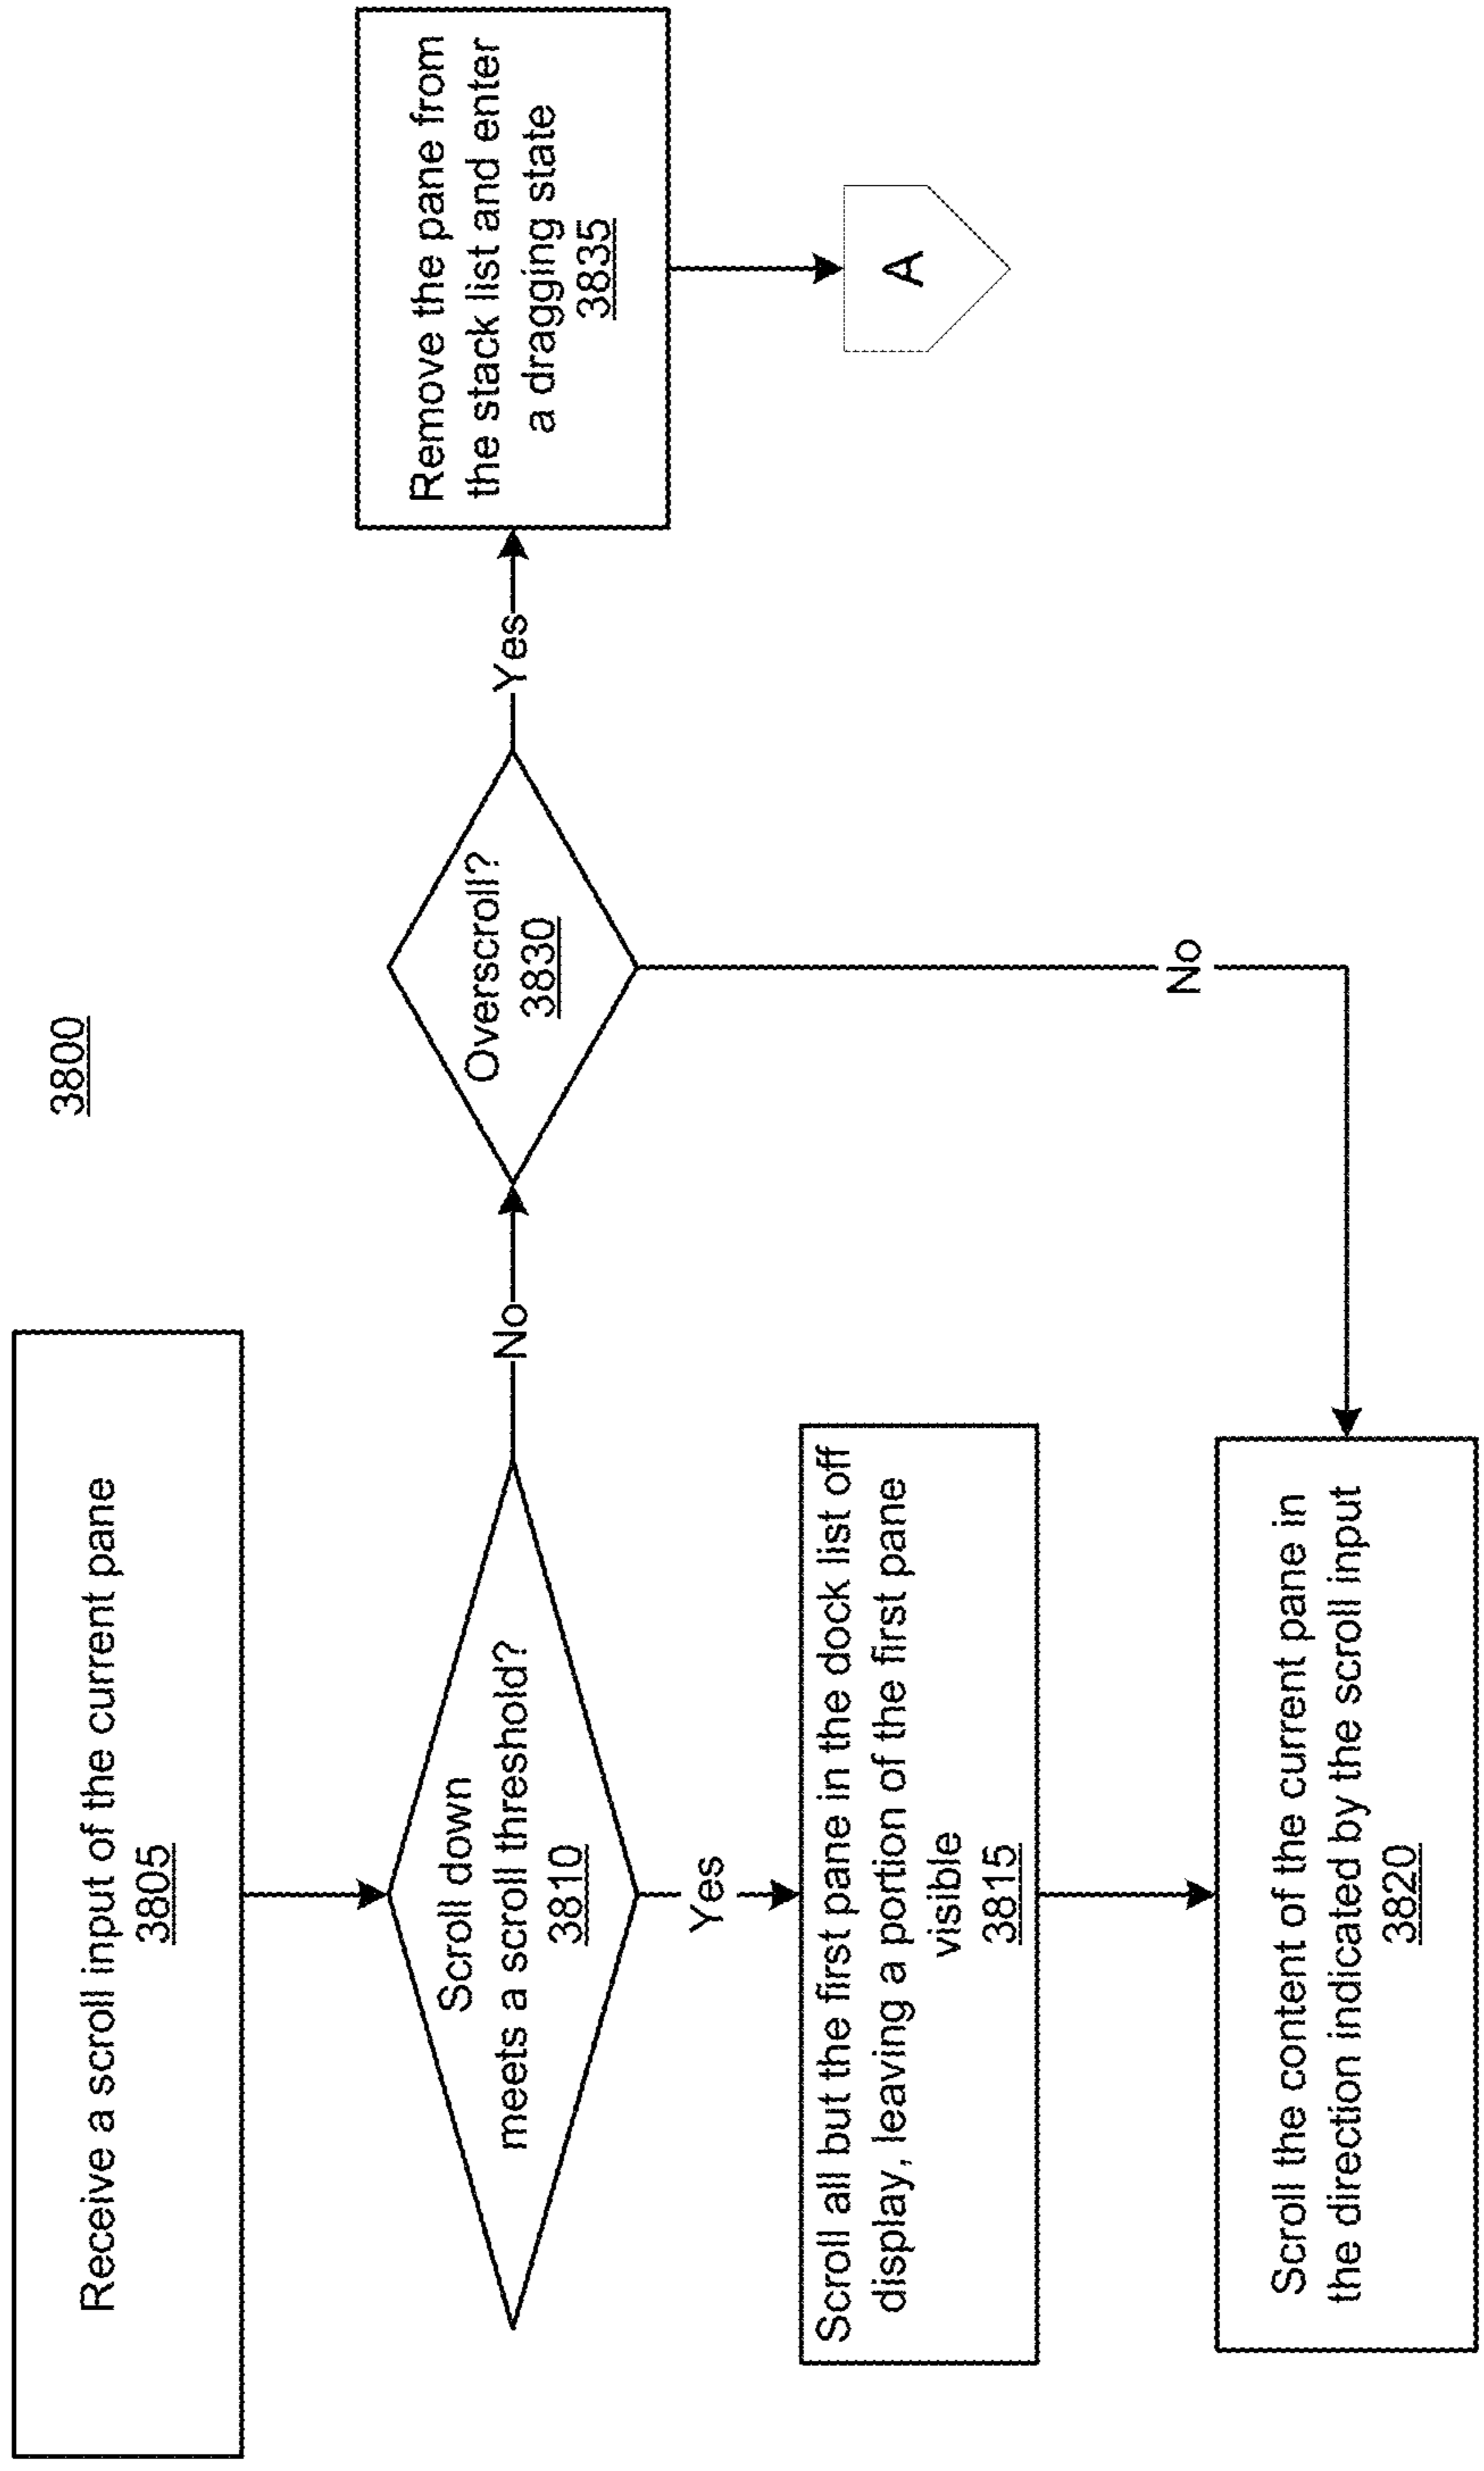 3800
Receive a scroll input of the current pane
3805
Scroll down
meets a scroll threshold?
3810
No
Overscroll?
3830
Yes
Remove the pane from
the stack list and enter
a dragging state
3835
A
Yes
Scroll all but the first pane in the dock list off
display, leaving a portion of the first pane
visible
3815
No
Scroll the content of the current pane in
the direction indicated by the scroll input
3820